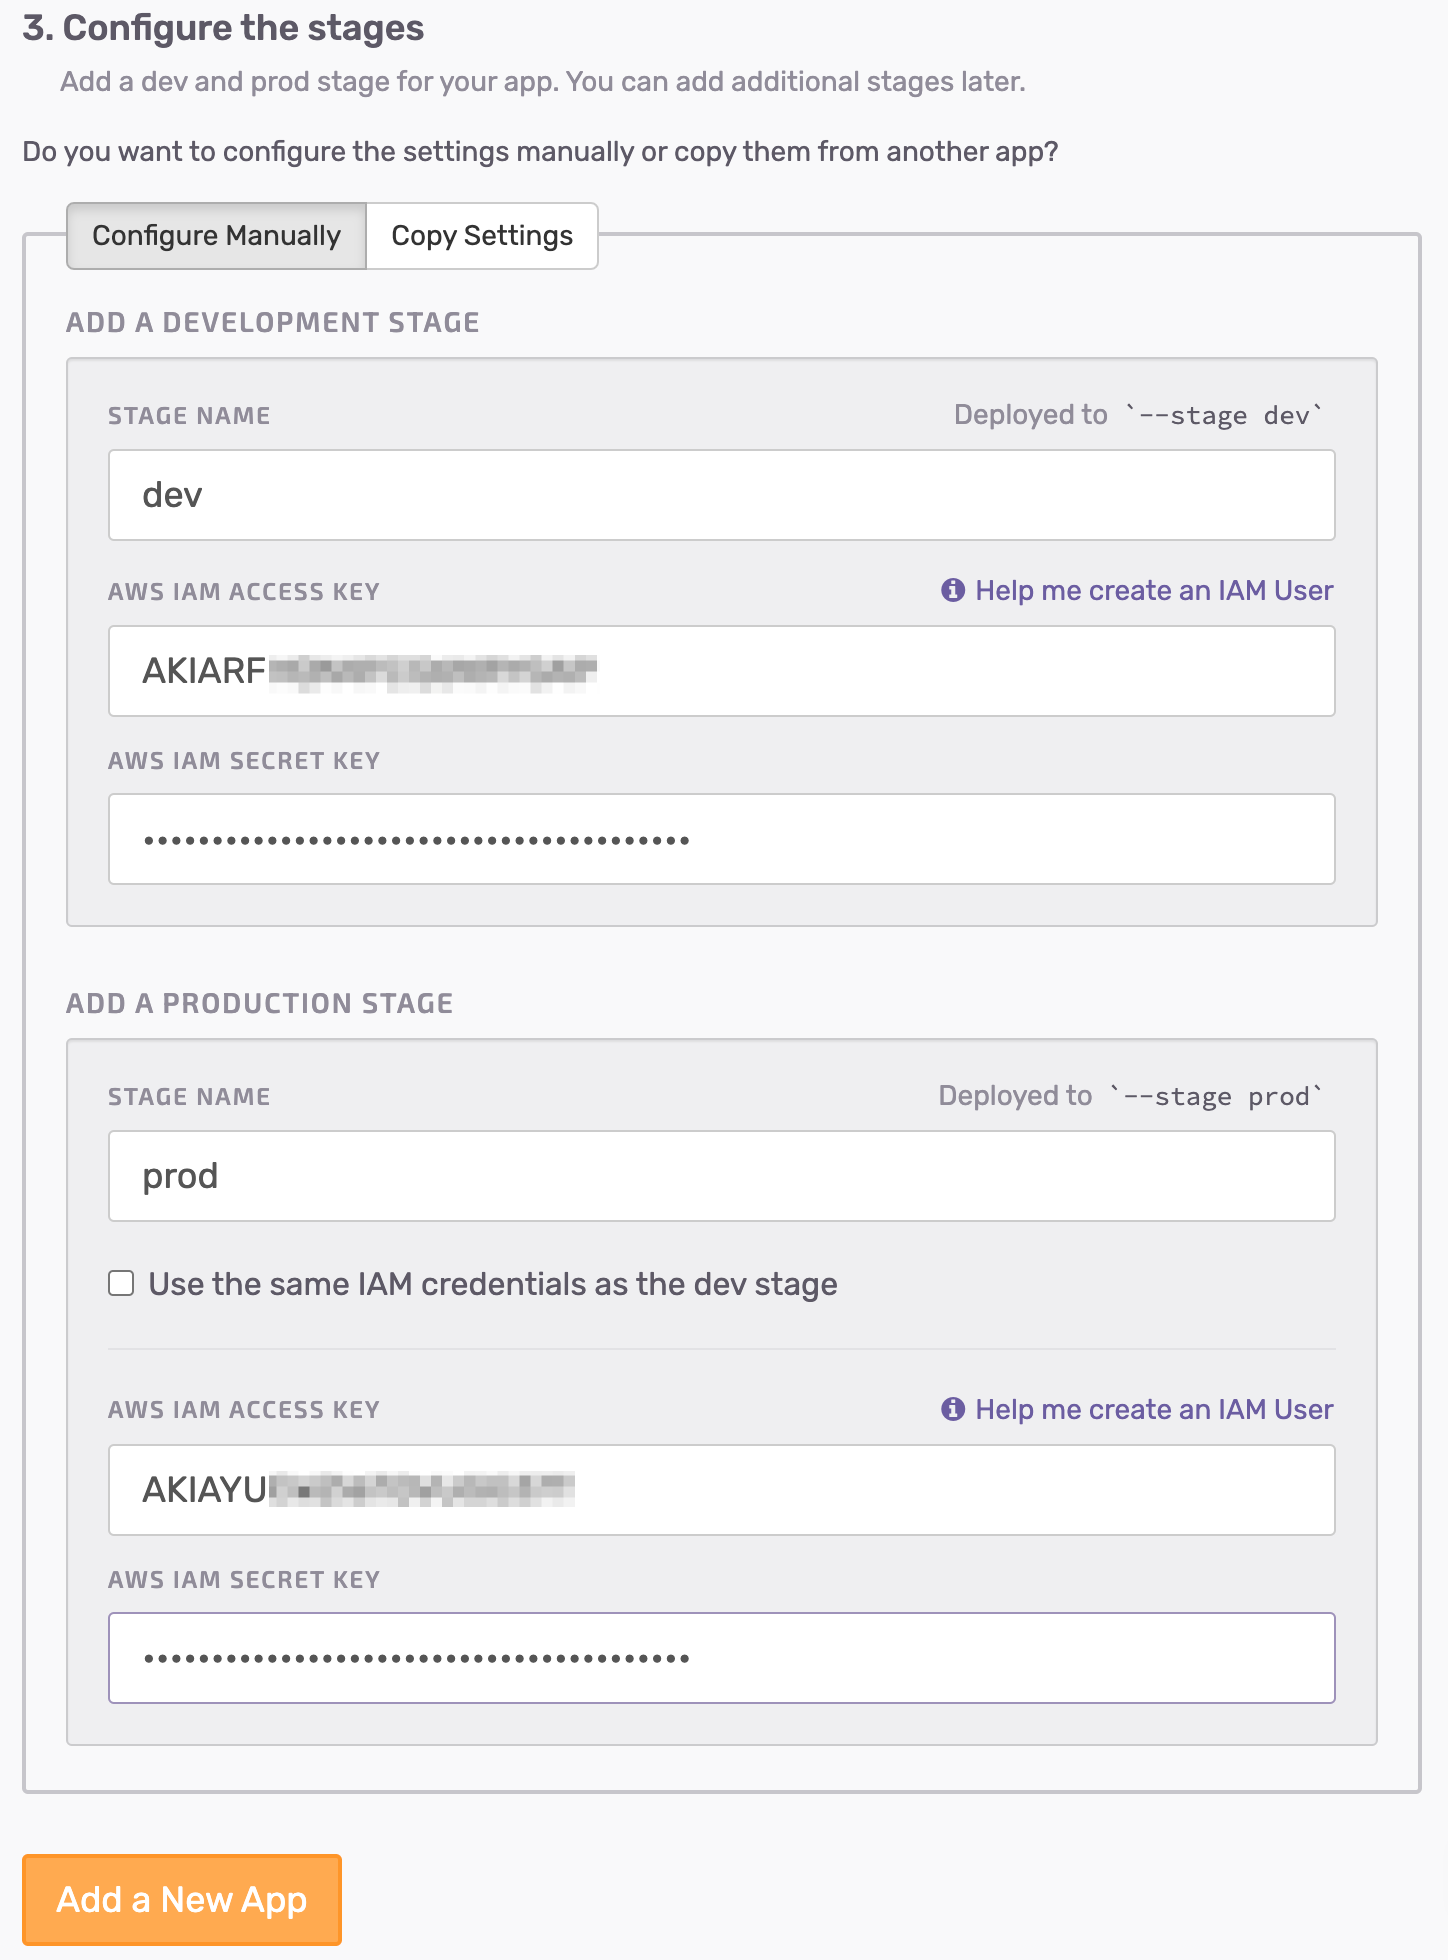 3. Configure the stages
Add a dev and prod stage for your app. You can add additional stages later.
Do you want to configure the settings manually or copy them from another app?
Configure Manually Copy Settings
ADD A DEVELOPMENT STAGE
STAGE NAME Deployed to `--stage dev`
dev
AWS IAM ACCESS KEY Help me create an IAM User
AKIARF
AWS IAM SECRET KEY
••••••••••••••••••••••••••••••••••••••••
ADD A PRODUCTION STAGE
STAGE NAME Deployed to `--stage prod`
prod
Use the same IAM credentials as the dev stage
AWS IAM ACCESS KEY Help me create an IAM User
AKIAYU
AWS IAM SECRET KEY
••••••••••••••••••••••••••••••••••••••••
Add a New App